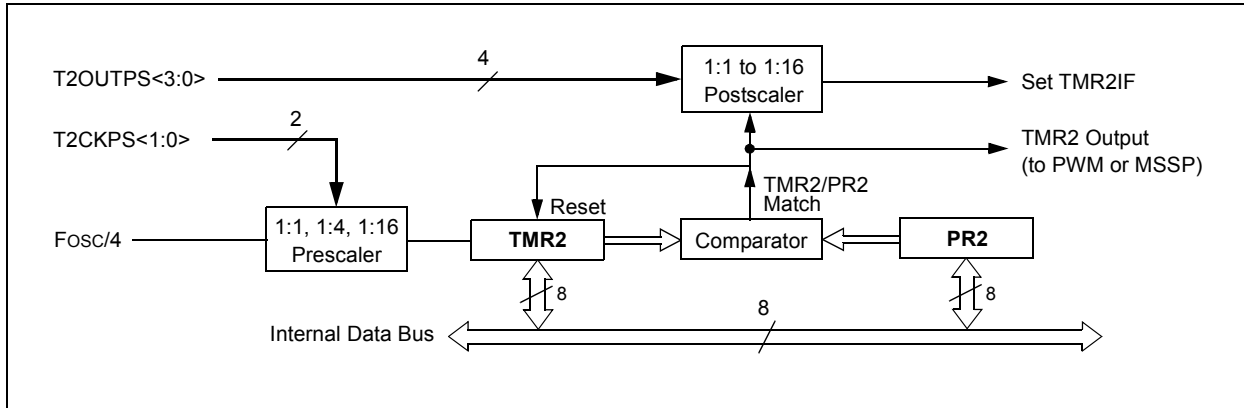 T2OUTPS<3:0>
4
1:1 to 1:16
Postscaler
Set TMR2IF
T2CKPS<1:0>
2
TMR2 Output
(to PWM or MSSP)
TMR2/PR2
Match
Reset
FOSC/4
1:1, 1:4, 1:16
Prescaler
TMR2
Comparator
PR2
8
8
8
Internal Data Bus